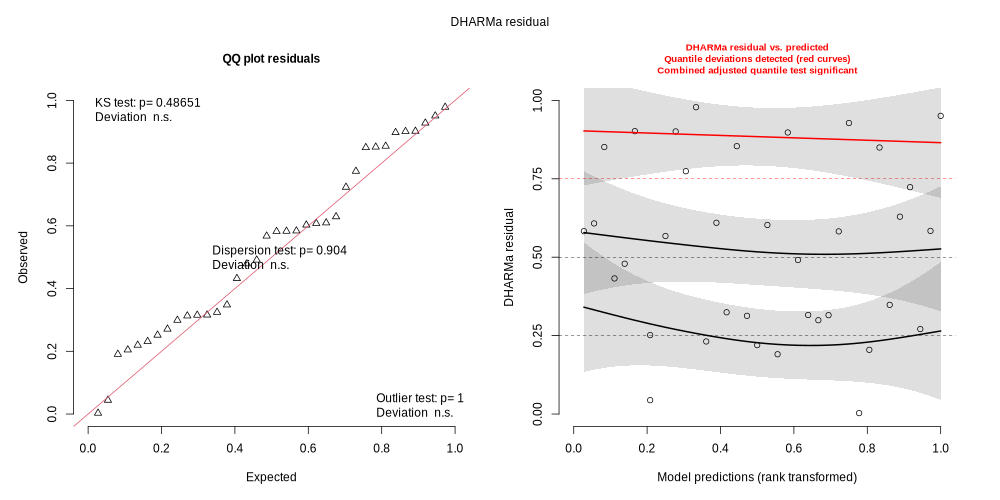 DHARMa residual
QQ plot residuals
KS test: p= 0.48651
Deviation n.s.
Dispersion test: p= 0.904
Deviation n.s.
Outlier test: p= 1
Deviation n.s.
Observed
0.0 0.2 0.4 0.6 0.8 1.0
0.0 0.2 0.4 0.6 0.8 1.0
Expected
DHARMa residual vs. predicted
Quantile deviations detected (red curves)
Combined adjusted quantile test significant
DHARMa residual
0.00 0.25 0.50 0.75 1.00
0.0 0.2 0.4 0.6 0.8 1.0
Model predictions (rank transformed)